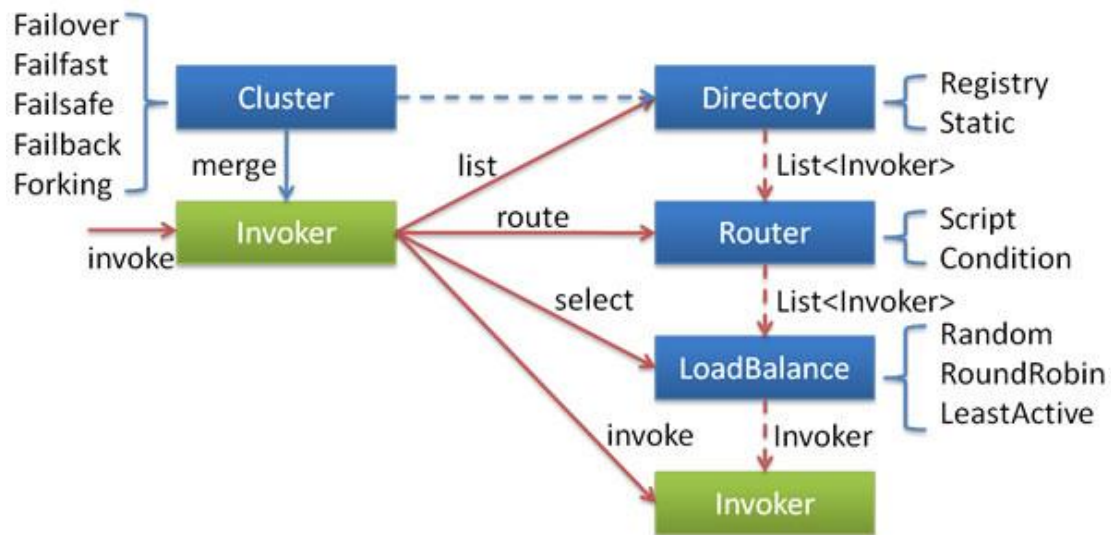 Failover
Failfast
Failsafe
Failback
Forking
Cluster
Directory
Registry
Static
merge
list
List<Invoker>
invoke
Invoker
route
Router
Script
Condition
select
List<Invoker>
LoadBalance
Random
RoundRobin
LeastActive
invoke
Invoker
Invoker